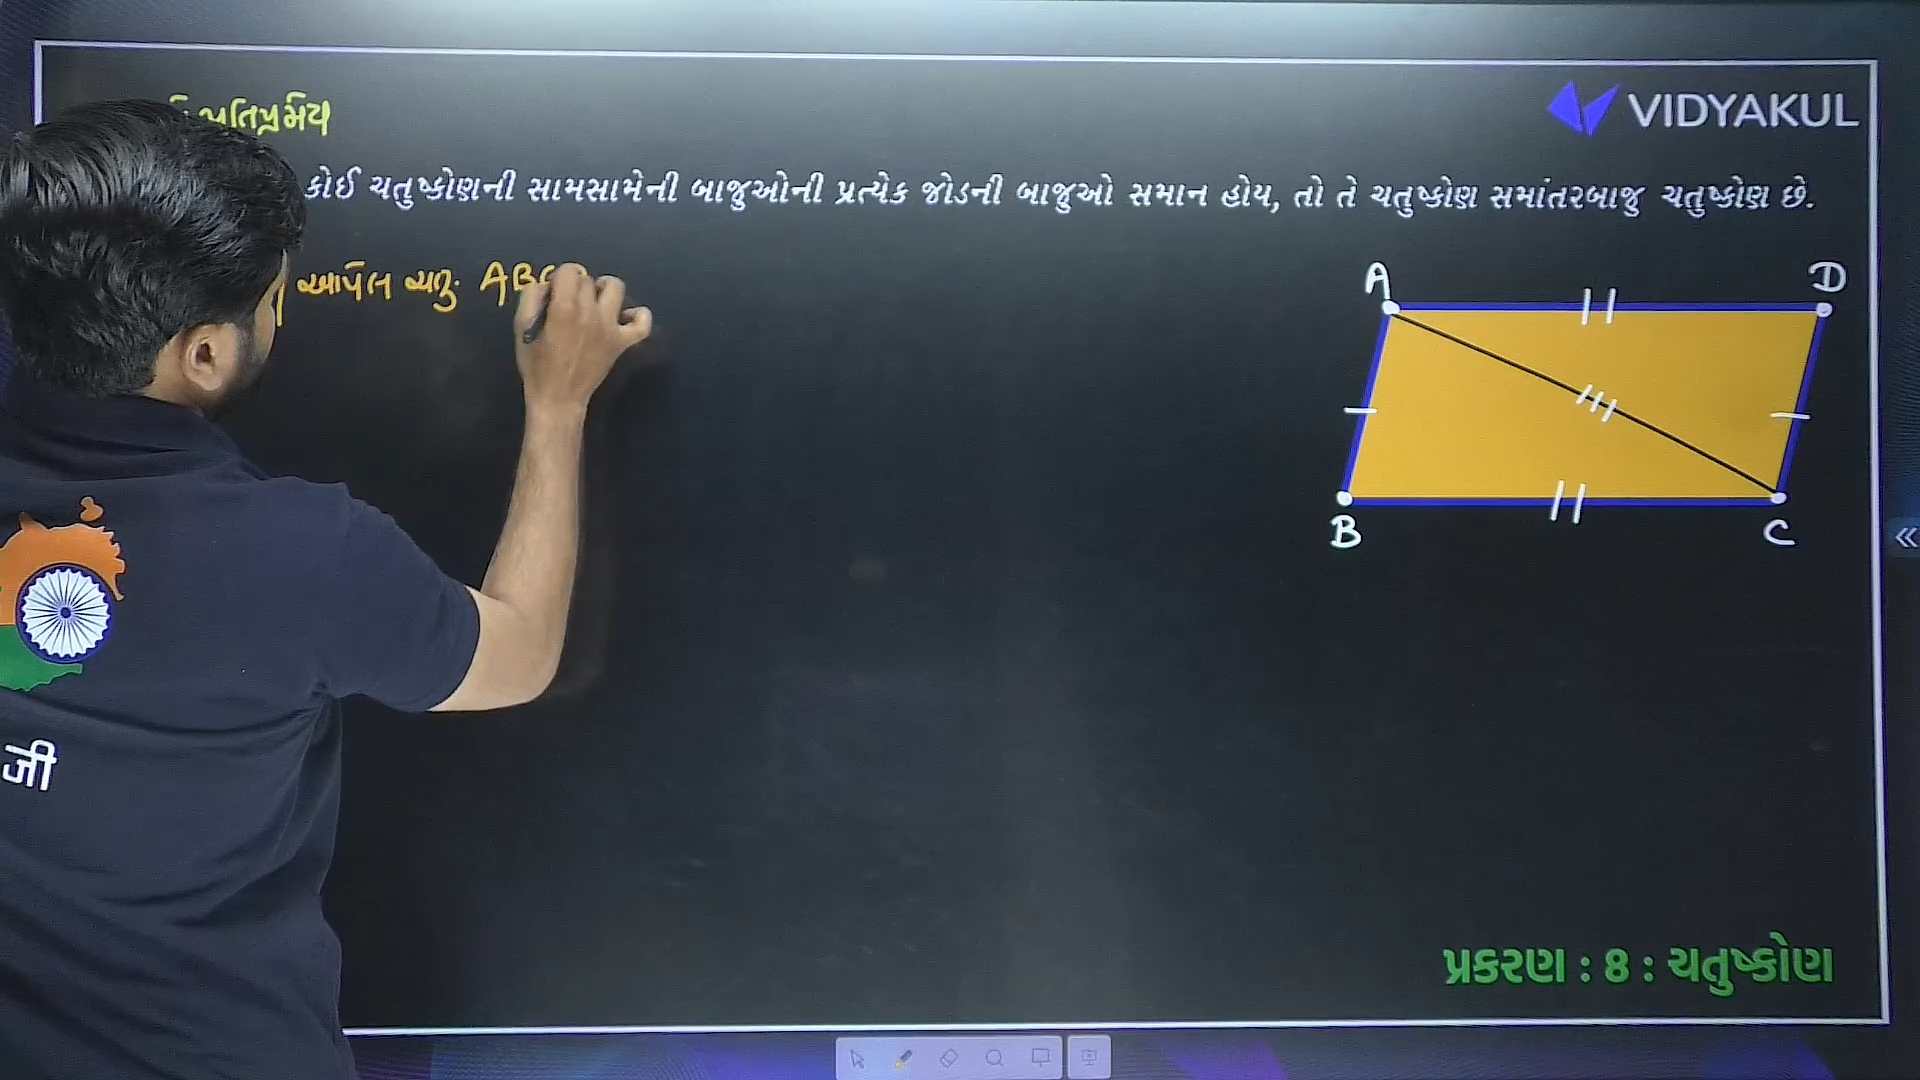 પ્રતિપ્રમેય
VIDYAKUL
કોઈ ચતુષ્કોણની સામસામેની બાજુઓની પ્રત્યેક જોડની બાજુઓ સમાન હોય, તો તે ચતુષ્કોણ સમાંતરબાજુ ચતુષ્કોણ છે.
આપેલ ચતુ. ABC
A
D
B
C
जी
પ્રકરણ : 8 : ચતુષ્કોણ